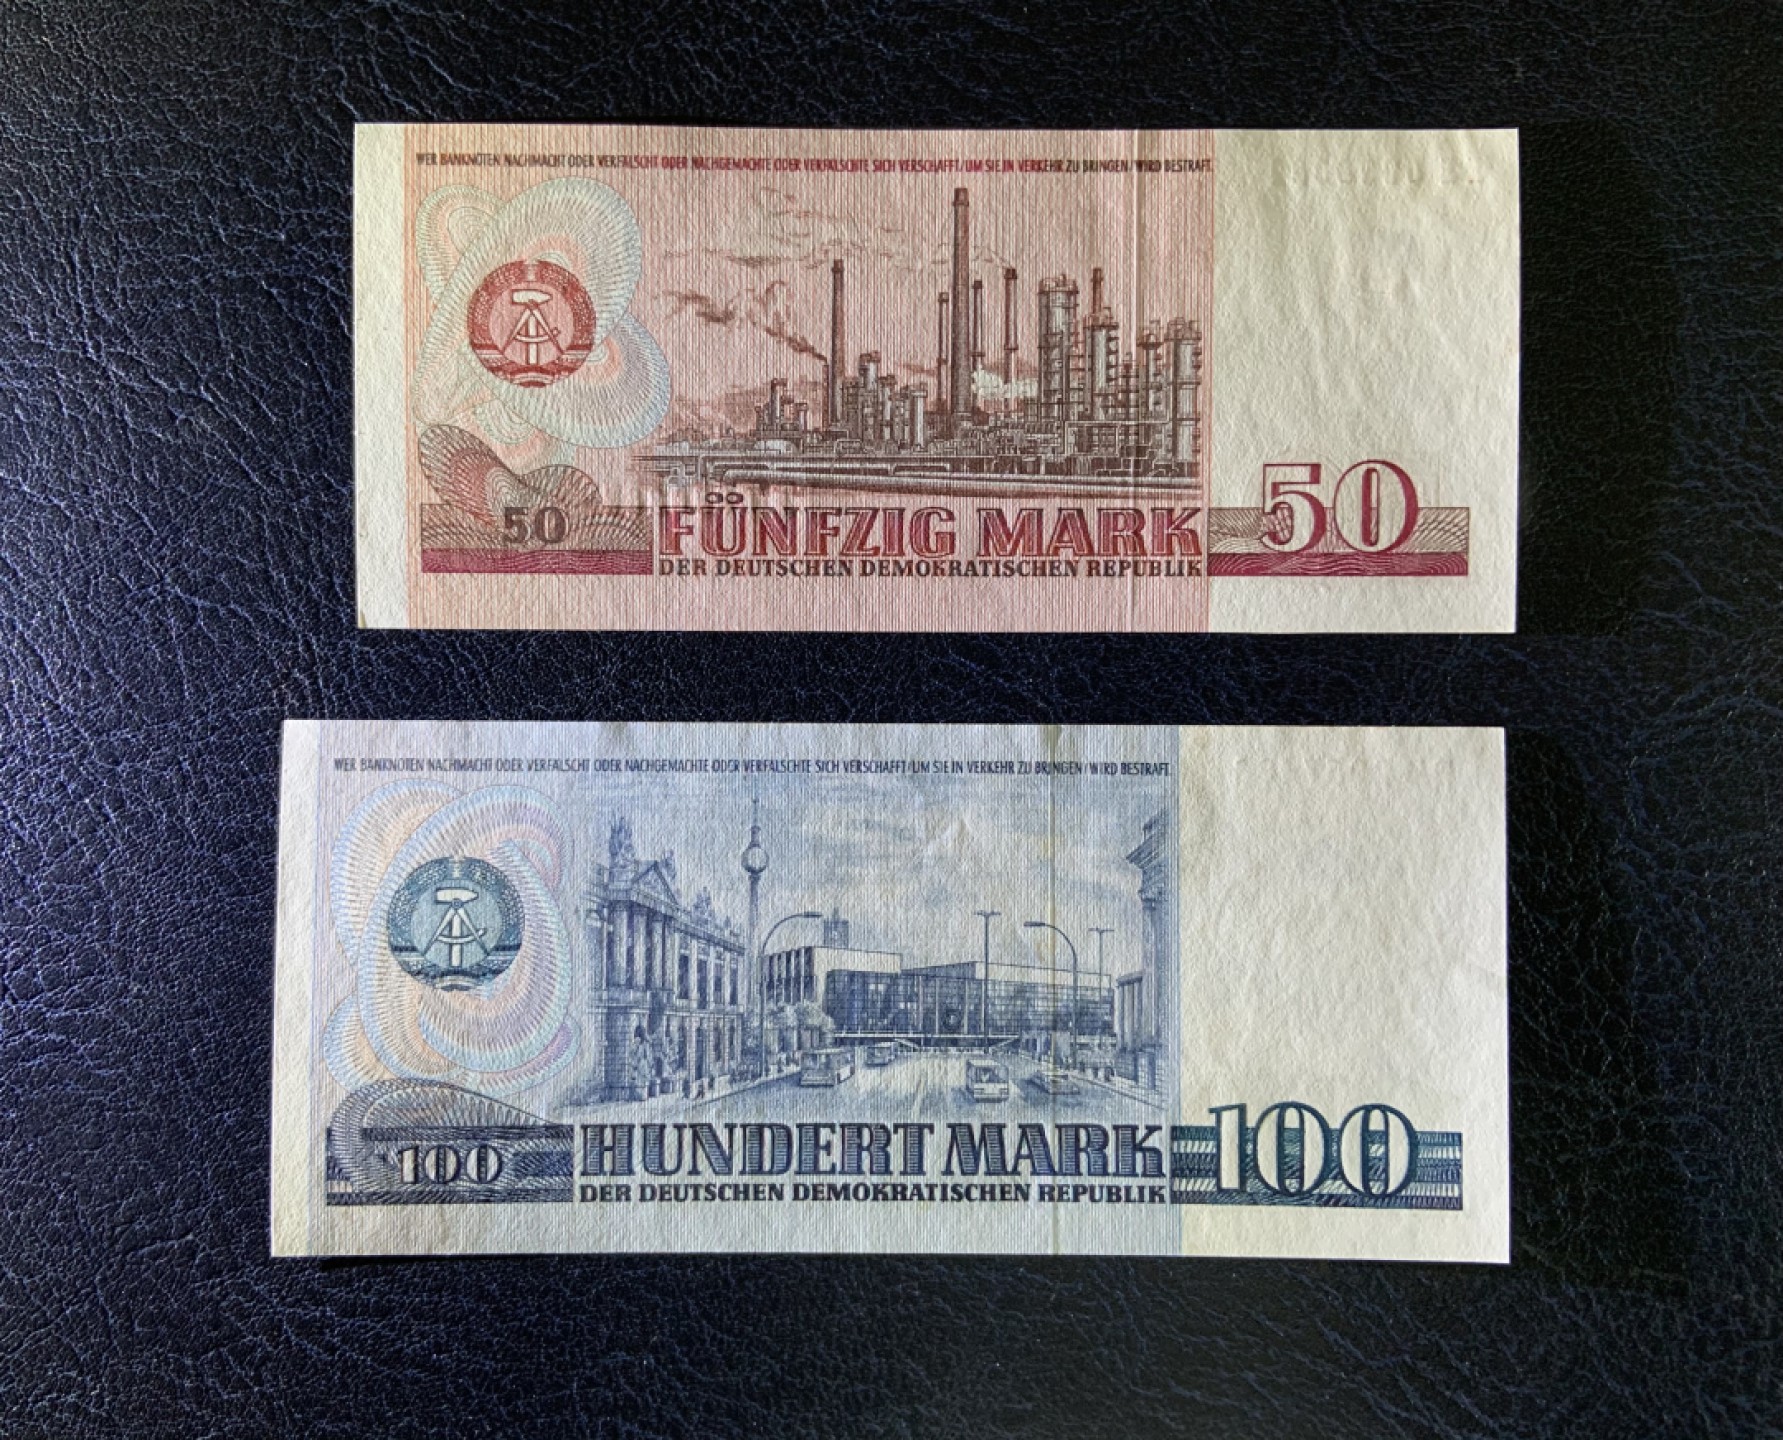 WER BANKNOTEN NACHMACHT ODER VERFÄLSCHT ODER NACHGEMACHTE ODER VERFÄLSCHTE SICH VERSCHAFFT/UM SIE IN VERKEHR ZU BRINGEN/WIRD BESTRAFT.
50 FÜNFZIG MARK 50
DER DEUTSCHEN DEMOKRATISCHEN REPUBLIK
WER BANKNOTEN NACHMACHT ODER VERFÄLSCHT ODER NACHGEMACHTE ODER VERFÄLSCHTE SICH VERSCHAFFT/UM SIE IN VERKEHR ZU BRINGEN/WIRD BESTRAFT.
100 HUNDERT MARK 100
DER DEUTSCHEN DEMOKRATISCHEN REPUBLIK